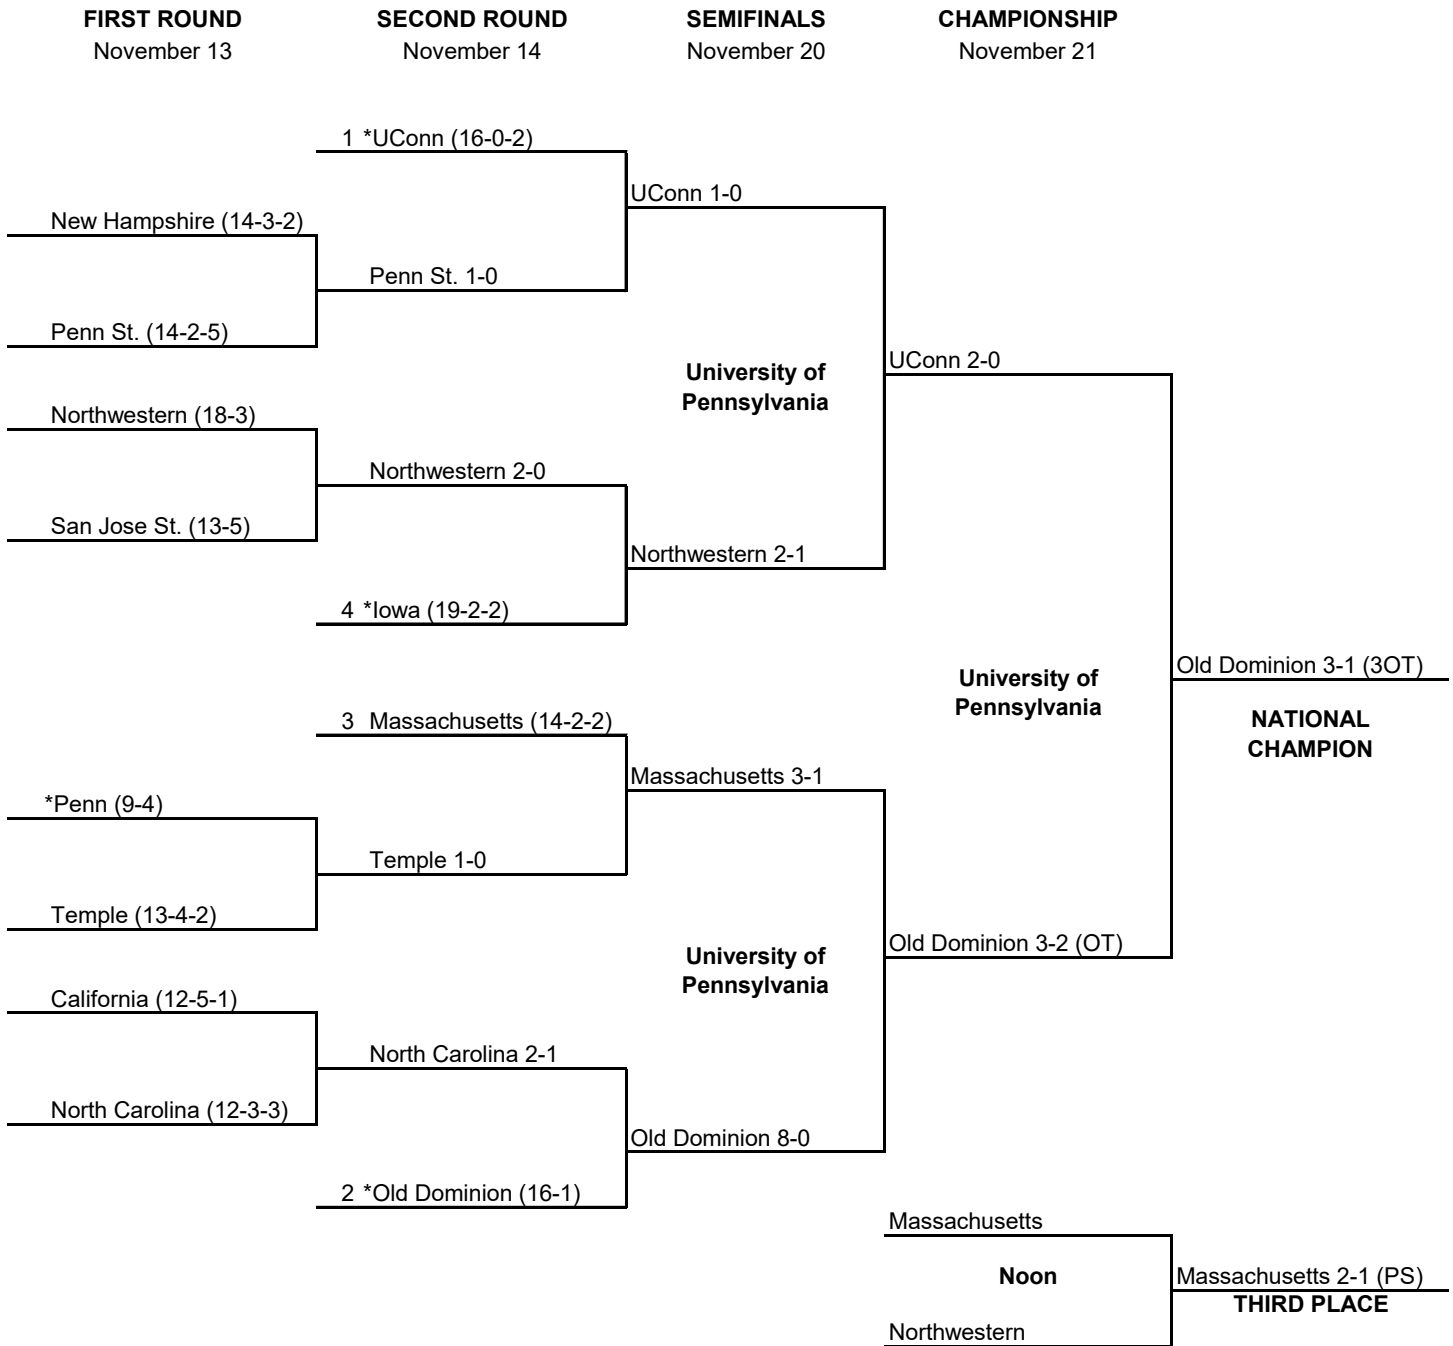 FIRST ROUND
November 13
SECOND ROUND
November 14
SEMIFINALS
November 20
CHAMPIONSHIP
November 21
1 *UConn (16-0-2)
UConn 1-0
New Hampshire (14-3-2)
Penn St. 1-0
Penn St. (14-2-5)
University of
Pennsylvania
UConn 2-0
Northwestern (18-3)
Northwestern 2-0
San Jose St. (13-5)
Northwestern 2-1
4 *Iowa (19-2-2)
University of
Pennsylvania
Old Dominion 3-1 (3OT)
NATIONAL
CHAMPION
3 Massachusetts (14-2-2)
Massachusetts 3-1
*Penn (9-4)
Temple 1-0
Temple (13-4-2)
University of
Pennsylvania
Old Dominion 3-2 (OT)
California (12-5-1)
North Carolina 2-1
North Carolina (12-3-3)
Old Dominion 8-0
2 *Old Dominion (16-1)
Massachusetts
Noon
Massachusetts 2-1 (PS)
THIRD PLACE
Northwestern